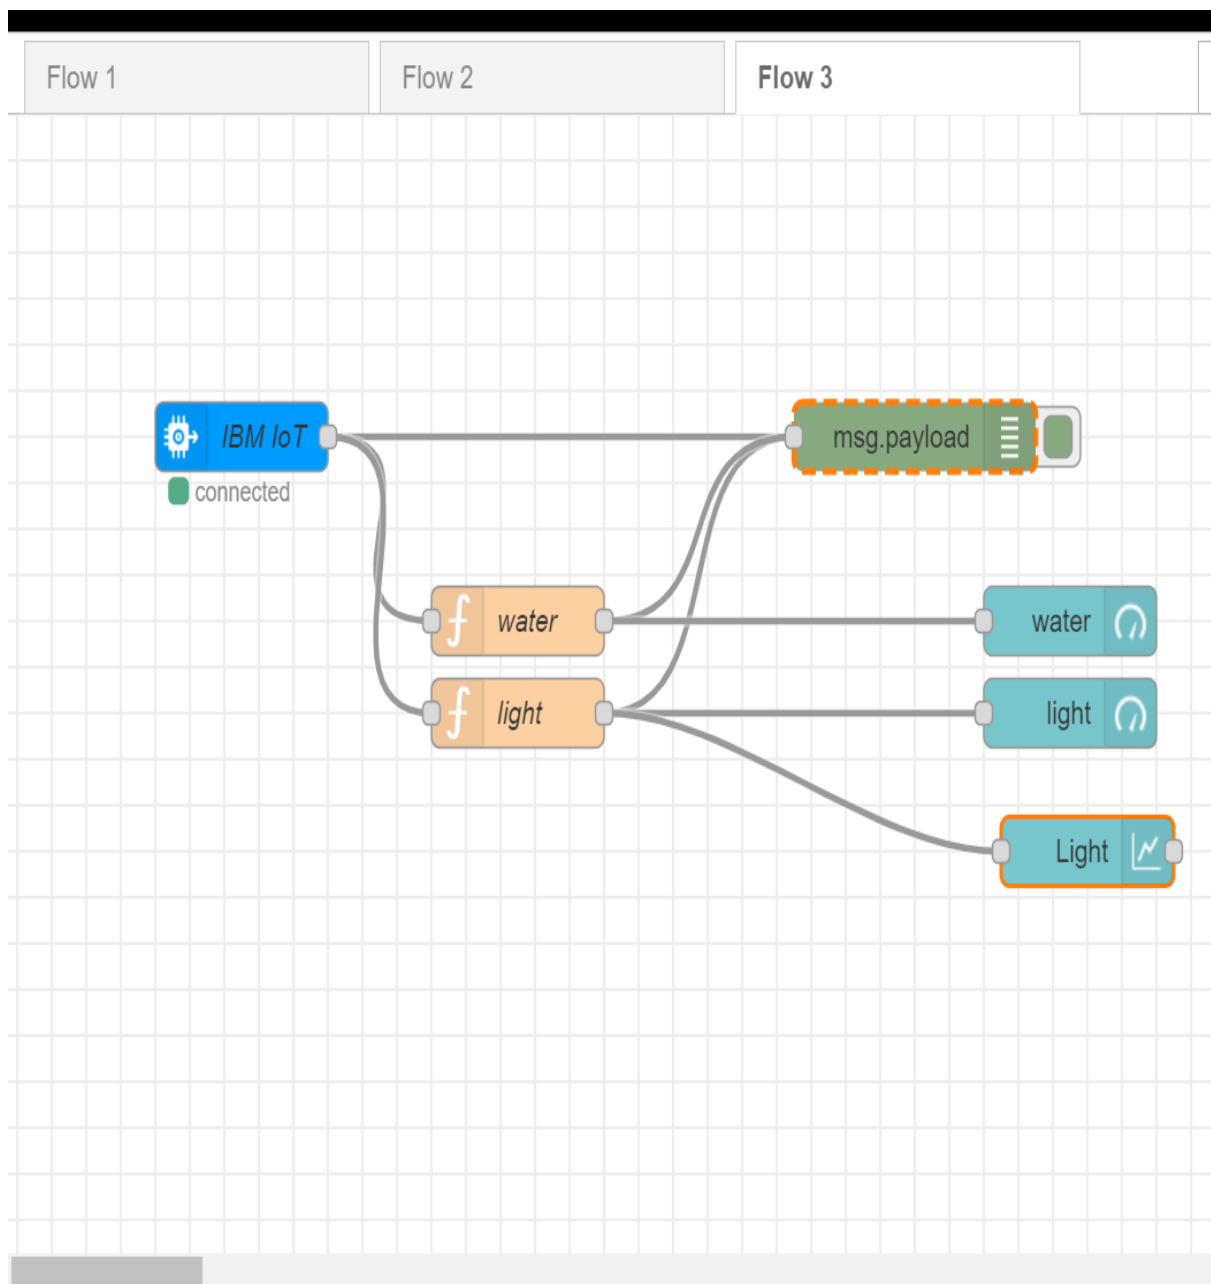 Flow 1
Flow 2
Flow 3
IBM IoT
msg.payload
connected
water
water
light
light
Light